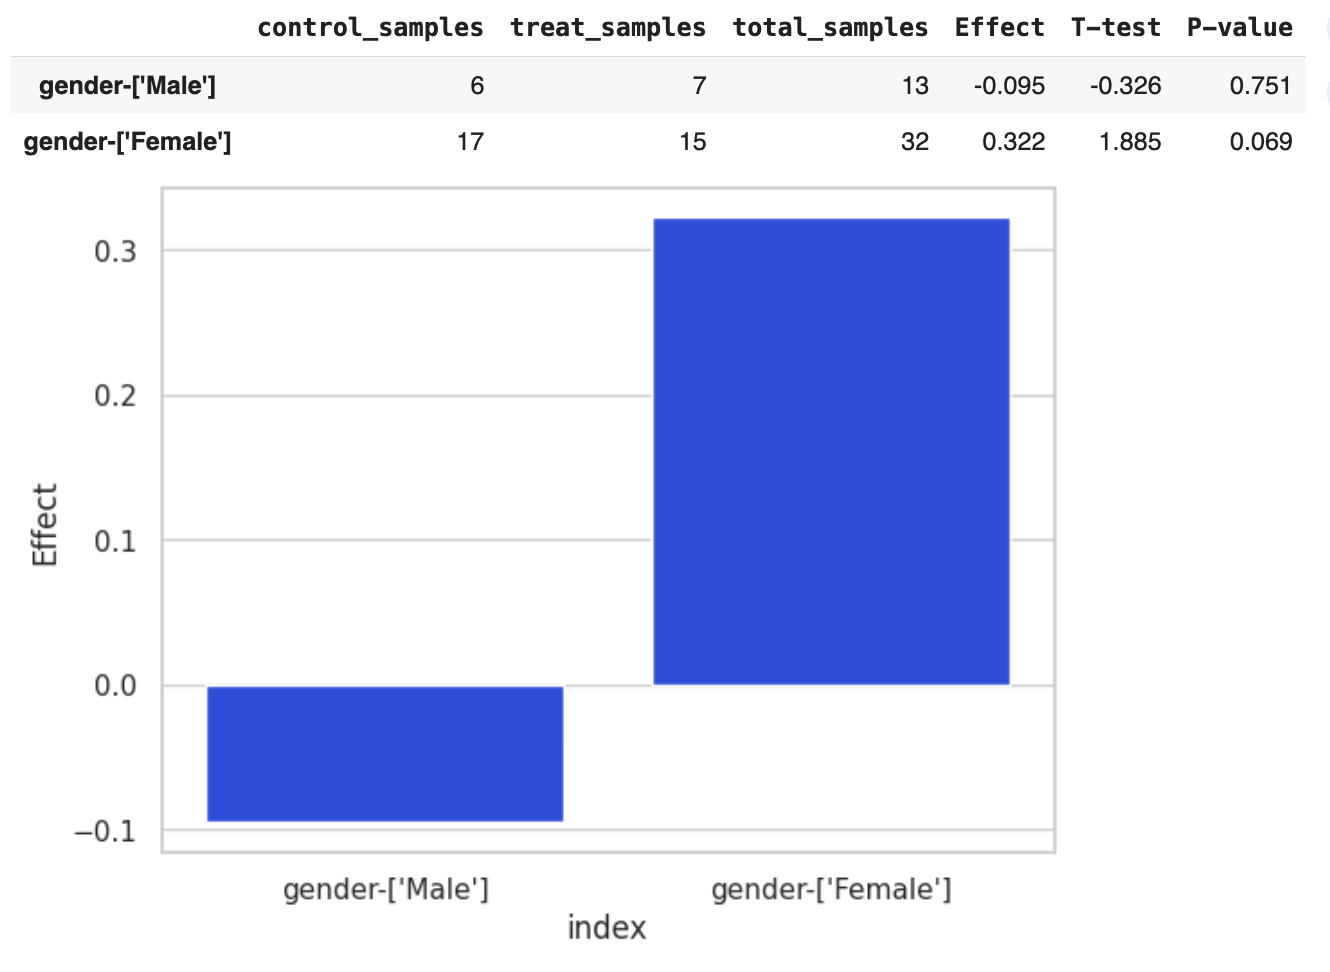 control_samples treat_samples total_samples Effect T-test P-value
gender-['Male'] 6 7 13 -0.095 -0.326 0.751
gender-['Female'] 17 15 32 0.322 1.885 0.069
0.3
0.2
0.1
0.0
−0.1
Effect
gender-['Male'] gender-['Female']
index